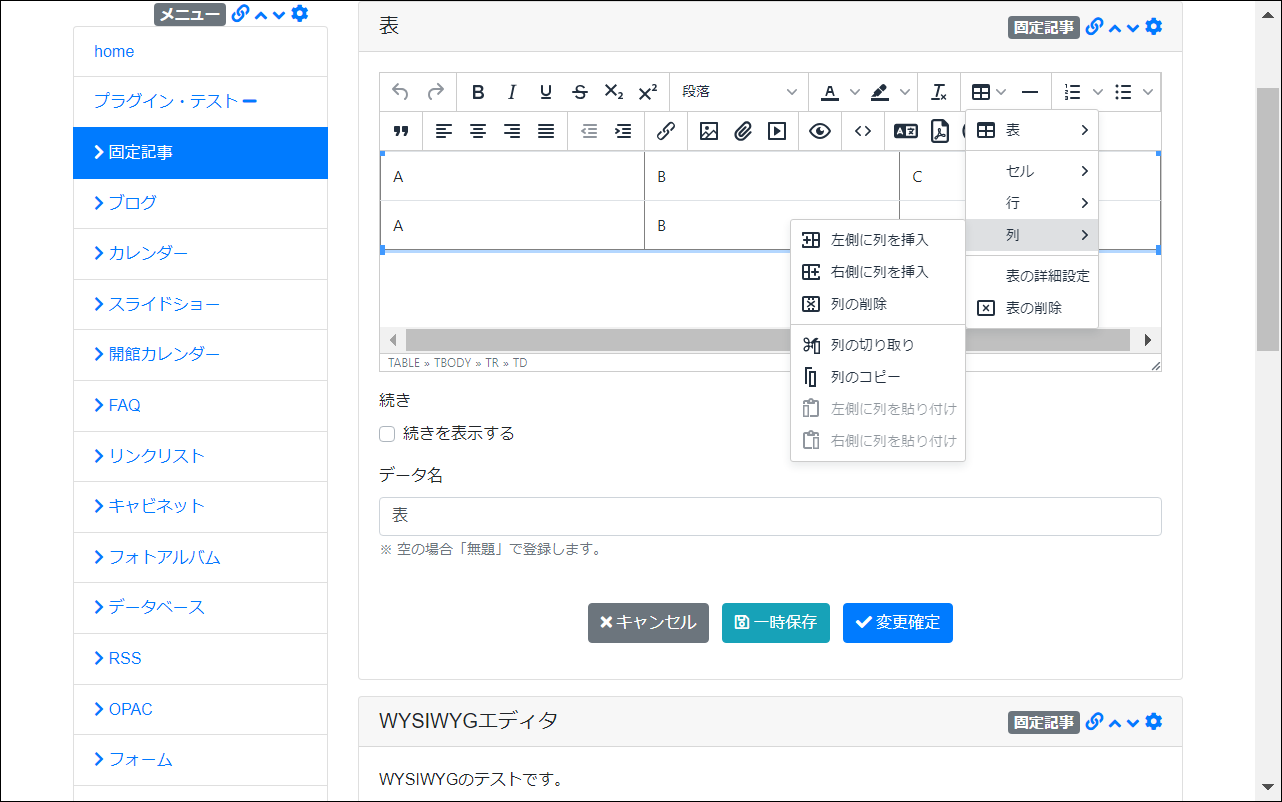 メニュー
home
プラグイン・テスト
固定記事
ブログ
カレンダー
スライドショー
開館カレンダー
FAQ
リンクリスト
キャビネット
フォトアルバム
データベース
RSS
OPAC
フォーム
表
固定記事
B I U S X₂ X² 段落 A Ix
A B C
A B
表
セル
行
列
表の詳細設定
表の削除
左側に列を挿入
右側に列を挿入
列の削除
列の切り取り
列のコピー
左側に列を貼り付け
右側に列を貼り付け
TABLE » TBODY » TR » TD
続き
続きを表示する
データ名
表
※ 空の場合「無題」で登録します。
キャンセル 一時保存 変更確定
WYSIWYGエディタ
固定記事
WYSIWYGのテストです。